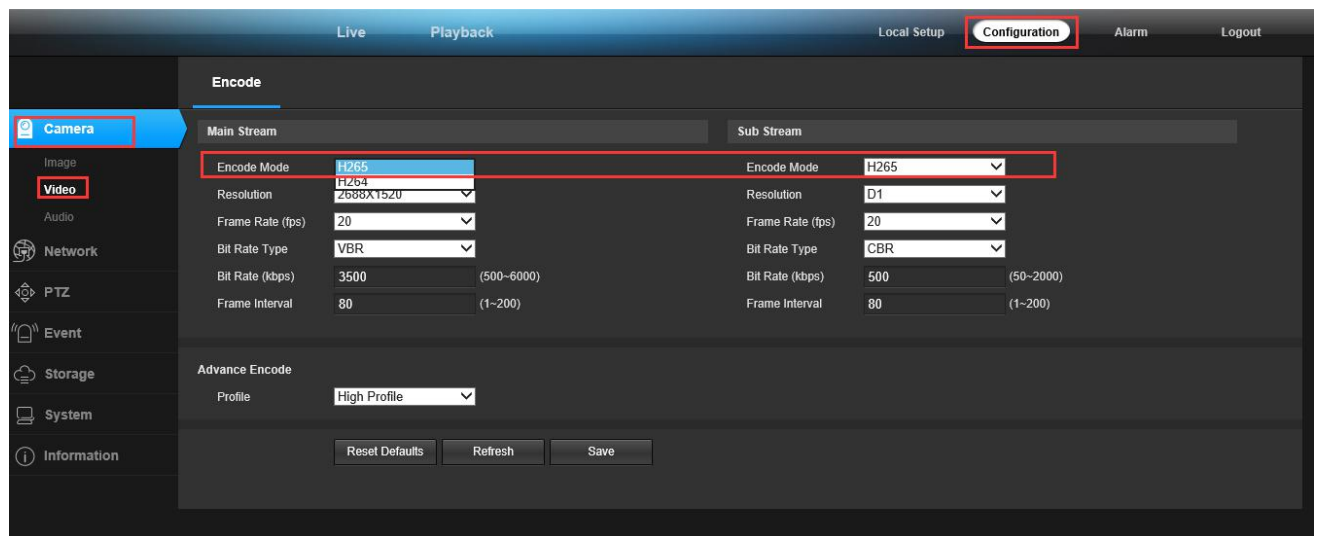 Live Playback Local Setup Configuration Alarm Logout
Encode
Camera
Image
Video
Audio
Network
PTZ
Event
Storage
System
Information
Main Stream
Encode Mode H265
H264
Resolution 2688X1520
Frame Rate (fps) 20
Bit Rate Type VBR
Bit Rate (kbps) 3500 (500~6000)
Frame Interval 80 (1~200)
Sub Stream
Encode Mode H265
Resolution D1
Frame Rate (fps) 20
Bit Rate Type CBR
Bit Rate (kbps) 500 (50~2000)
Frame Interval 80 (1~200)
Advance Encode
Profile High Profile
Reset Defaults Refresh Save